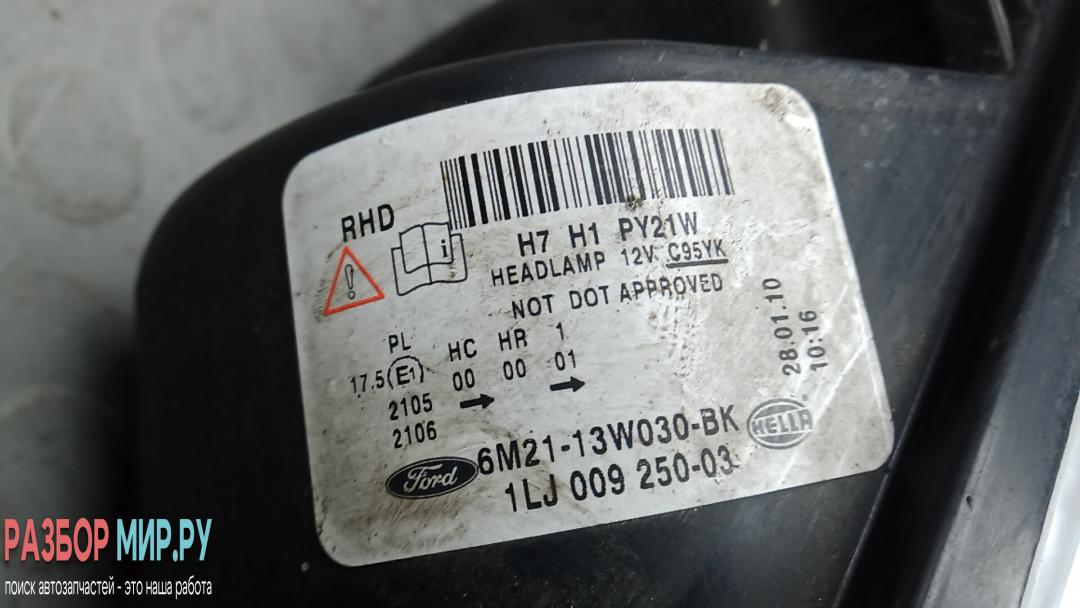 RHD
i
H7 H1 PY21W
HEADLAMP 12V C95YK
NOT DOT APPROVED
PL HC HR 1
17.5 E1 00 00 01
2105
2106
28.01.10
10:16
Ford 6M21-13W030-BK HELLA
1LJ 009 250-03
РАЗБОР МИР.РУ
поиск автозапчастей - это наша работа